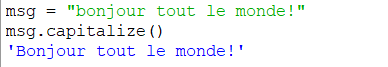 msg = "bonjour tout le monde!"
msg.capitalize()
'Bonjour tout le monde!'